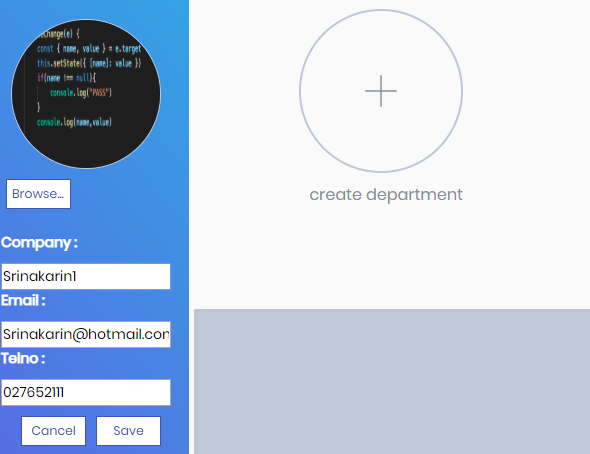 Change(e) {
const { name, value } = e.target
this.setState({ [name]: value })
if(name !== null){
console.log("PASS")
}
console.log(name,value)
Browse...
Company :
Srinakarin1
Email :
Srinakarin@hotmail.con
Telno :
027652111
Cancel Save
create department